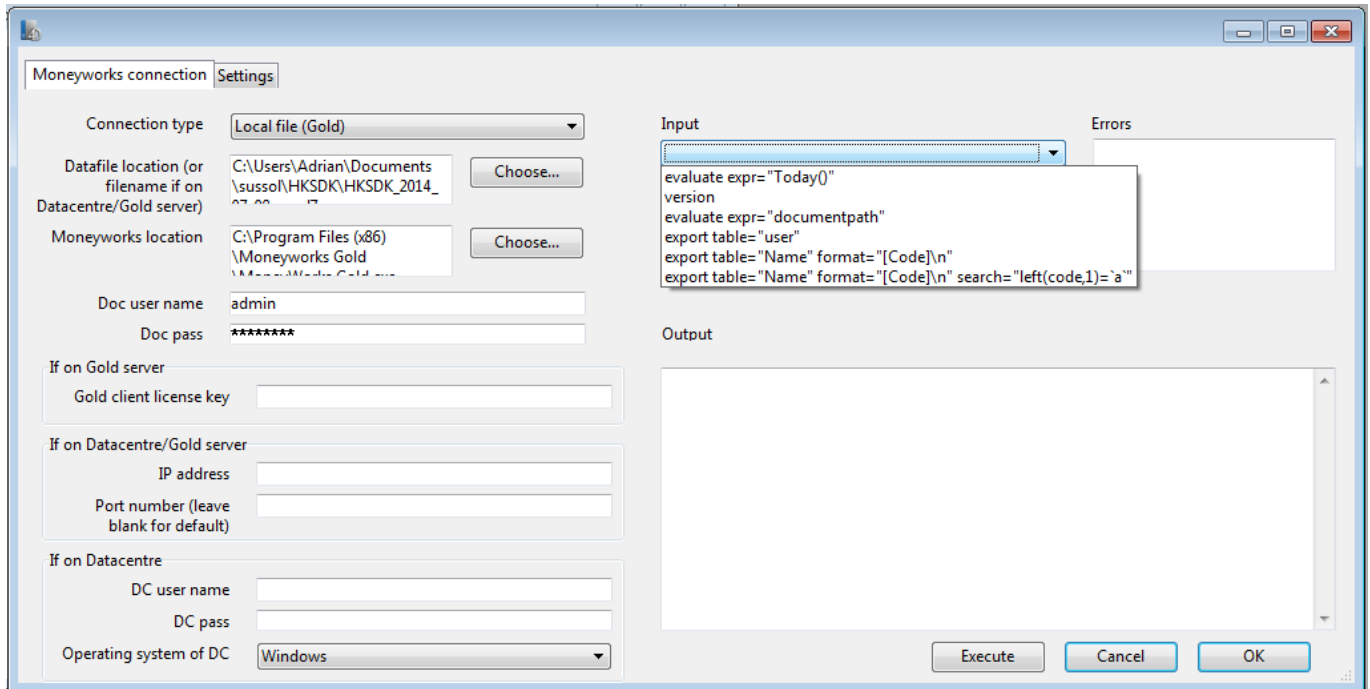 Moneyworks connection
Settings
Connection type
Local file (Gold)
Datafile location (or
filename if on
Datacentre/Gold server)
C:\Users\Adrian\Documents
\sussol\HKSDK\HKSDK_2014_
Choose...
Moneyworks location
C:\Program Files (x86)
\Moneyworks Gold
\MoneyWorks Gold.exe
Choose...
Doc user name
admin
Doc pass
********
If on Gold server
Gold client license key
If on Datacentre/Gold server
IP address
Port number (leave
blank for default)
If on Datacentre
DC user name
DC pass
Operating system of DC
Windows
Input
evaluate expr="Today()"
version
evaluate expr="documentpath"
export table="user"
export table="Name" format="[Code]\n"
export table="Name" format="[Code]\n" search="left(code,1)=`a`"
Errors
Output
Execute
Cancel
OK